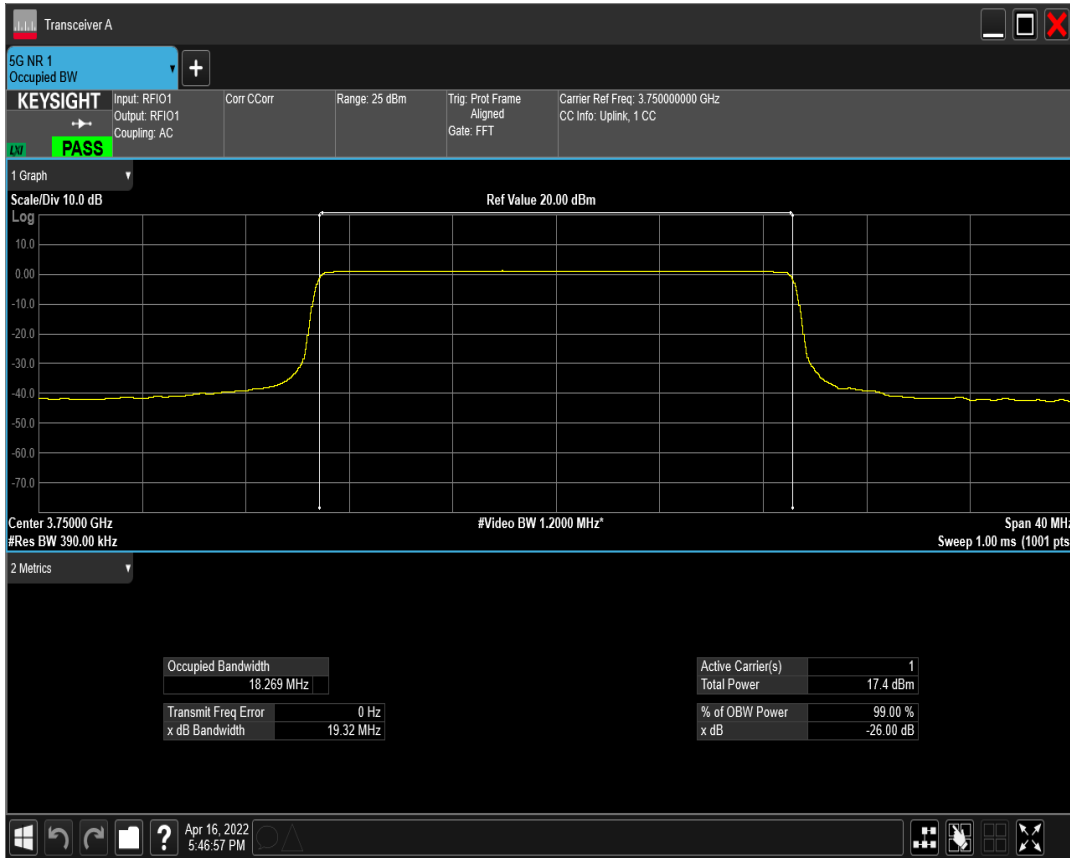 Transceiver A
5G NR 1
Occupied BW
KEYSIGHT
LXI
PASS
Input: RFIO1
Output: RFIO1
Coupling: AC
Corr CCorr
Range: 25 dBm
Trig: Prot Frame
Aligned
Gate: FFT
Carrier Ref Freq: 3.750000000 GHz
CC Info: Uplink, 1 CC
1 Graph
Scale/Div 10.0 dB
Ref Value 20.00 dBm
Log
10.0
0.00
-10.0
-20.0
-30.0
-40.0
-50.0
-60.0
-70.0
Center 3.75000 GHz
#Video BW 1.2000 MHz*
Span 40 MHz
#Res BW 390.00 kHz
Sweep 1.00 ms (1001 pts
2 Metrics
Occupied Bandwidth
18.269 MHz
Transmit Freq Error 0 Hz
x dB Bandwidth 19.32 MHz
Active Carrier(s) 1
Total Power 17.4 dBm
% of OBW Power 99.00 %
x dB -26.00 dB
?
Apr 16, 2022
5:46:57 PM